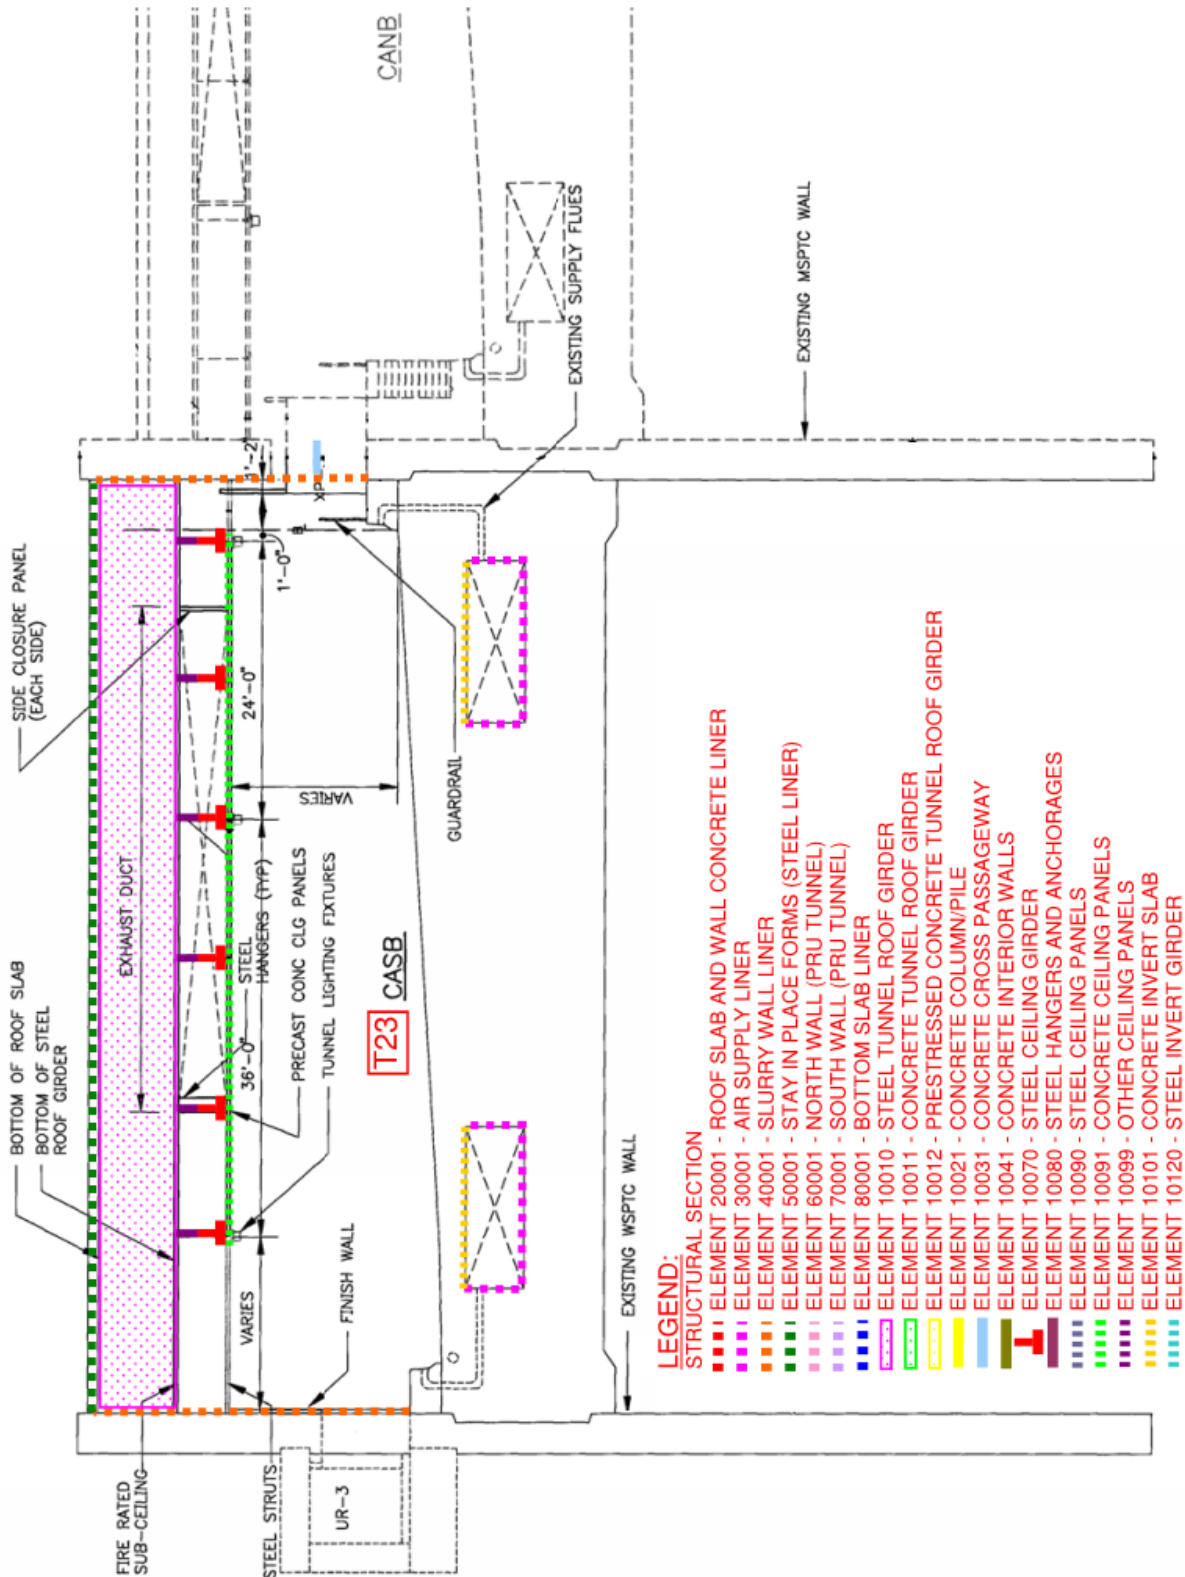 CANB
SIDE CLOSURE PANEL
(EACH SIDE)
BOTTOM OF ROOF SLAB
BOTTOM OF STEEL
ROOF GIRDER
EXHAUST DUCT
1'-2"
1'-0"
24'-0"
36'-0"
STEEL
HANGERS (TYP)
PRECAST CONC CLG PANELS
TUNNEL LIGHTING FIXTURES
VARIES
VARIES
GUARDRAIL
EXISTING SUPPLY FLUES
EXISTING MSPTC WALL
T23
CASB
FINISH WALL
EXISTING WSPTC WALL
FIRE RATED
SUB-CEILING
STEEL STRUTS
UR-3
LEGEND:
STRUCTURAL SECTION
ELEMENT 20001 - ROOF SLAB AND WALL CONCRETE LINER
ELEMENT 30001 - AIR SUPPLY LINER
ELEMENT 40001 - SLURRY WALL LINER
ELEMENT 50001 - STAY IN PLACE FORMS (STEEL LINER)
ELEMENT 60001 - NORTH WALL (PRU TUNNEL)
ELEMENT 70001 - SOUTH WALL (PRU TUNNEL)
ELEMENT 80001 - BOTTOM SLAB LINER
ELEMENT 10010 - STEEL TUNNEL ROOF GIRDER
ELEMENT 10011 - CONCRETE TUNNEL ROOF GIRDER
ELEMENT 10012 - PRESTRESSED CONCRETE TUNNEL ROOF GIRDER
ELEMENT 10021 - CONCRETE COLUMN/PILE
ELEMENT 10031 - CONCRETE CROSS PASSAGEWAY
ELEMENT 10041 - CONCRETE INTERIOR WALLS
ELEMENT 10070 - STEEL CEILING GIRDER
ELEMENT 10080 - STEEL HANGERS AND ANCHORAGES
ELEMENT 10090 - STEEL CEILING PANELS
ELEMENT 10091 - CONCRETE CEILING PANELS
ELEMENT 10099 - OTHER CEILING PANELS
ELEMENT 10101 - CONCRETE INVERT SLAB
ELEMENT 10120 - STEEL INVERT GIRDER